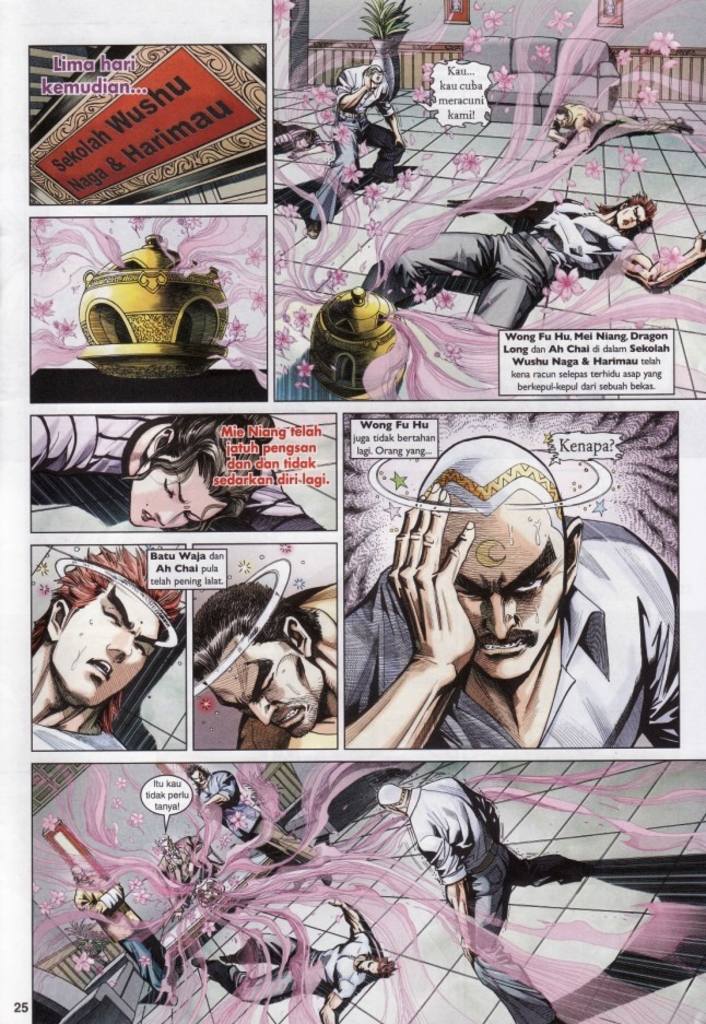 Lima hari
kemudian...
Sekolah Wushu
Naga & Harimau
Kau...
kau cuba
meracuni
kami!
Wong Fu Hu, Mei Niang, Dragon
Long dan Ah Chai di dalam Sekolah
Wushu Naga & Harimau telah
kena racun selepas terhidu asap yang
berkepul-kepul dari sebuah bekas.
Mie Niang telah
jatuh pengsan
dan dan tidak
sedarkan diri lagi.
Wong Fu Hu
juga tidak bertahan
lagi. Orang yang...
Kenapa?
Batu Waja dan
Ah Chai pula
telah pening lalat.
Itu kau
tidak perlu
tanya!
25